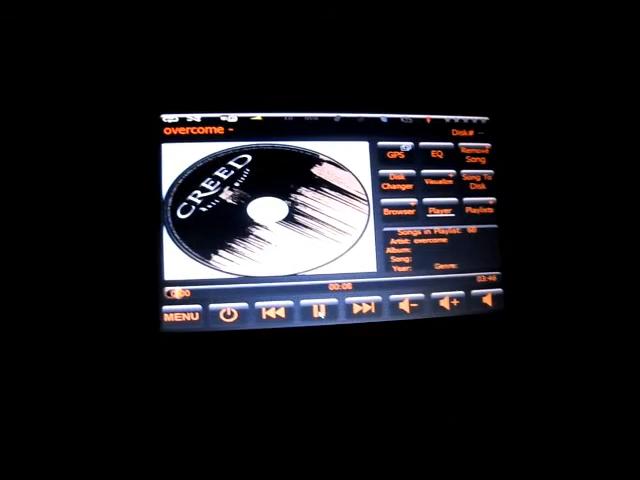 overcome -
Disk# --
CREED
GPS
EQ
Remove Song
Disk Changer
Visualize
Song To Disk
Browser
Player
Playlists
Songs in Playlist: 60
Artist: overcome
Album:
Song:
Year:
Genre:
00:08
03:46
MENU